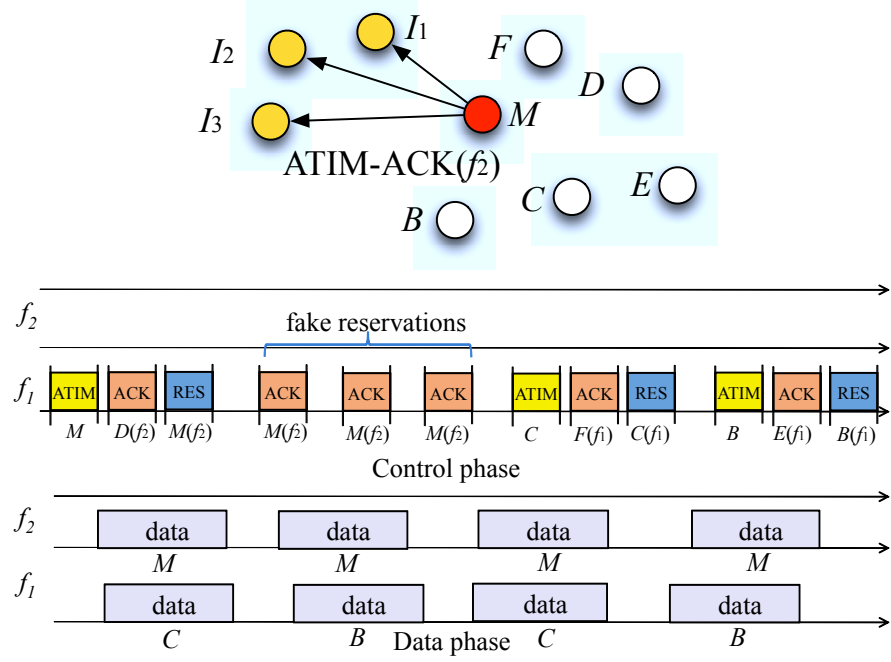 I1
I2
F
D
I3
M
ATIM-ACK(f2)
B
C
E
f2
fake reservations
f1
ATIM ACK RES ACK ACK ACK ATIM ACK RES ATIM ACK RES
M D(f2) M(f2) M(f2) M(f2) M(f2) C F(f1) C(f1) B E(f1) B(f1)
Control phase
f2
data data data data
M M M M
f1
data data data data
C B C B
Data phase